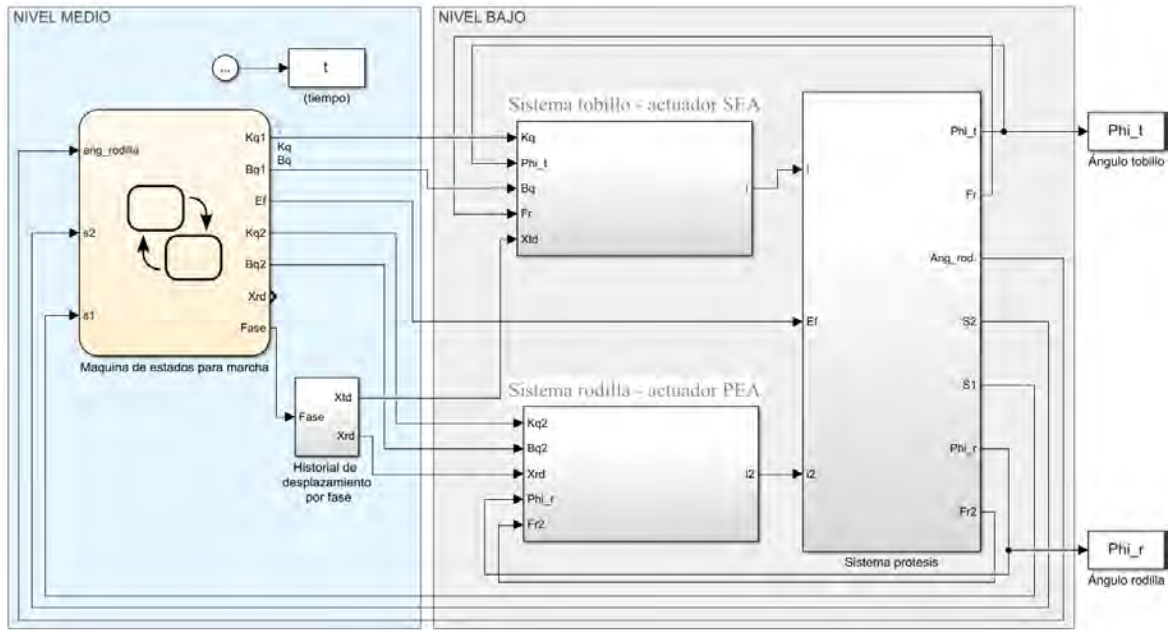 NIVEL MEDIO
...
t
(tiempo)
ang_rodilla
s2
s1
Kq1
Bq1
Ef
Kq2
Bq2
Xrd
Fase
Kq
Bq
Maquina de estados para marcha
Fase
Xtd
Xrd
Historial de
desplazamiento
por fase
NIVEL BAJO
Sistema tobillo - actuador SEA
Kq
Phi_t
Bq
Fr
Xtd
I
Sistema rodilla - actuador PEA
Kq2
Bq2
Xrd
Phi_r
Fr2
i2
I
Ef
i2
Phi_t
Fr
Ang_rod.
S2
S1
Phi_r
Fr2
Sistema protesis
Phi_t
Ángulo tobillo
Phi_r
Ángulo rodilla